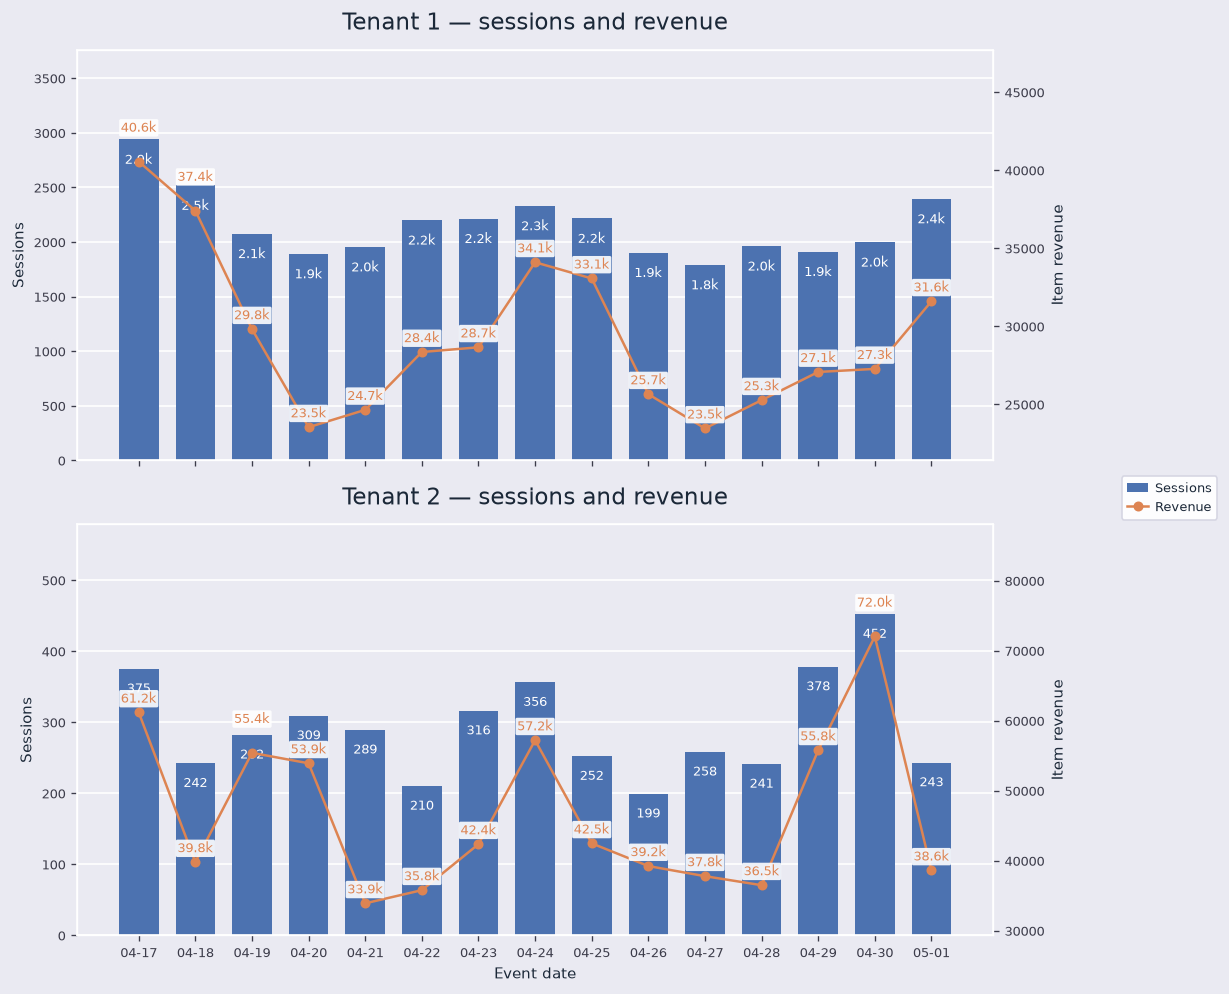 Tenant 1 — sessions and revenue
3500
3000
2500
2000
1500
1000
500
0
Sessions
45000
40000
35000
30000
25000
Item revenue
40.6k
37.4k
29.8k
23.5k
24.7k
28.4k
28.7k
34.1k
33.1k
25.7k
23.5k
25.3k
27.1k
27.3k
31.6k
2.9k
2.5k
2.1k
1.9k
2.0k
2.2k
2.2k
2.3k
2.2k
1.9k
1.8k
2.0k
1.9k
2.0k
2.4k
Sessions
Revenue
Tenant 2 — sessions and revenue
500
400
300
200
100
0
Sessions
80000
70000
60000
50000
40000
30000
Item revenue
61.2k
39.8k
55.4k
53.9k
33.9k
35.8k
42.4k
57.2k
42.5k
39.2k
37.8k
36.5k
55.8k
72.0k
38.6k
375
242
309
289
210
316
356
252
199
258
241
378
452
243
04-17 04-18 04-19 04-20 04-21 04-22 04-23 04-24 04-25 04-26 04-27 04-28 04-29 04-30 05-01
Event date